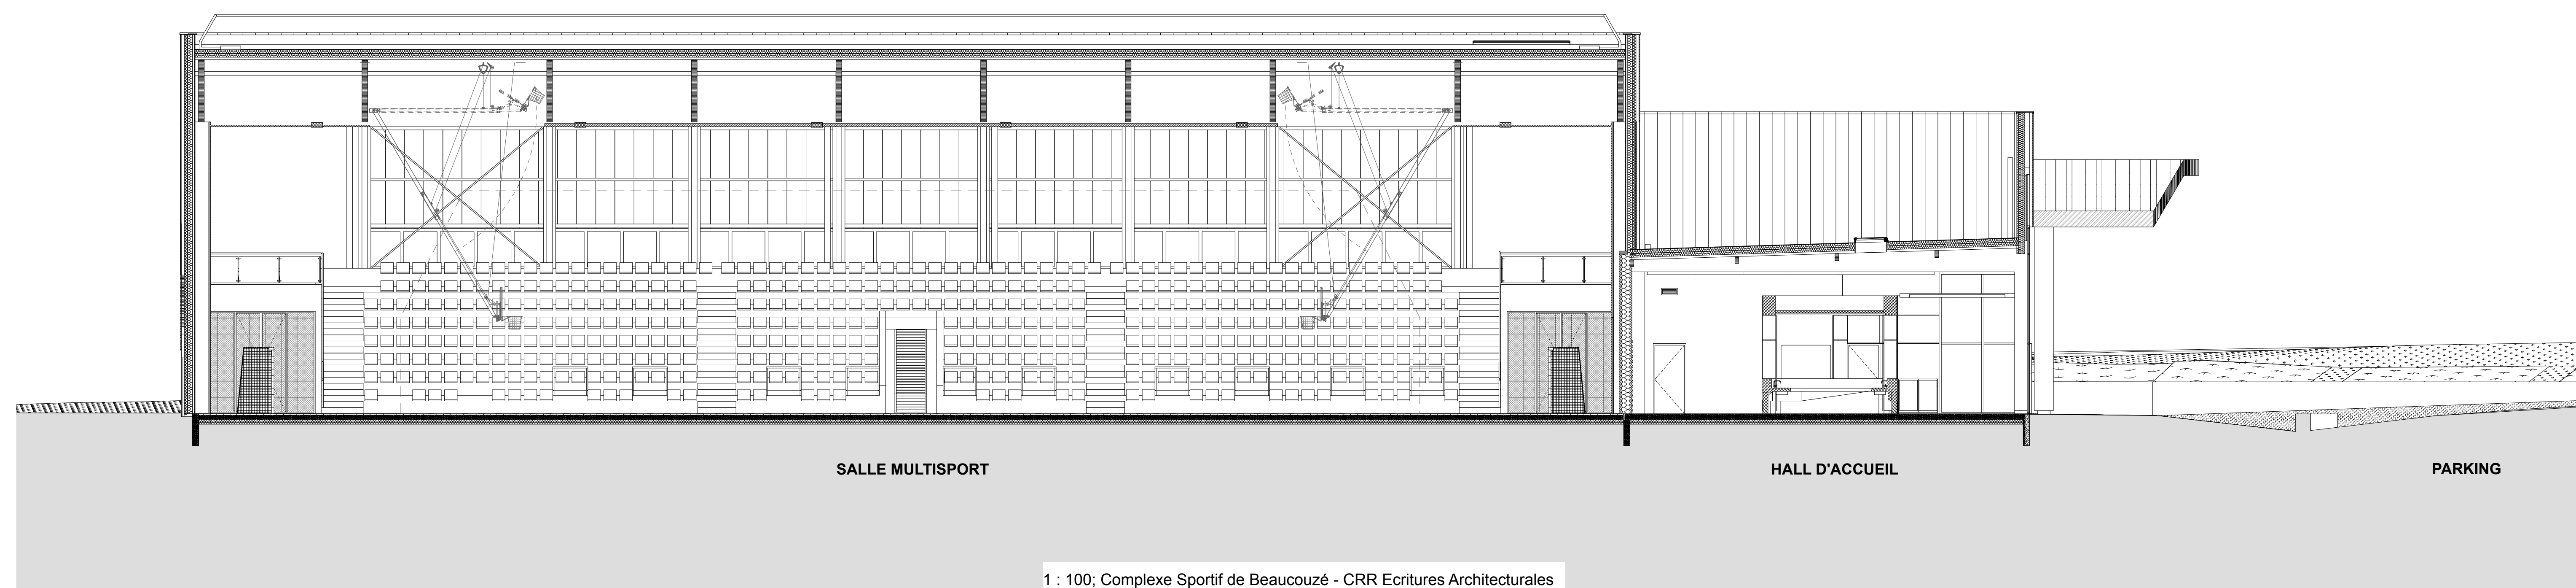 SALLE MULTISPORT
HALL D'ACCUEIL
PARKING
1 : 100; Complexe Sportif de Beaucouzé - CRR Ecritures Architecturales